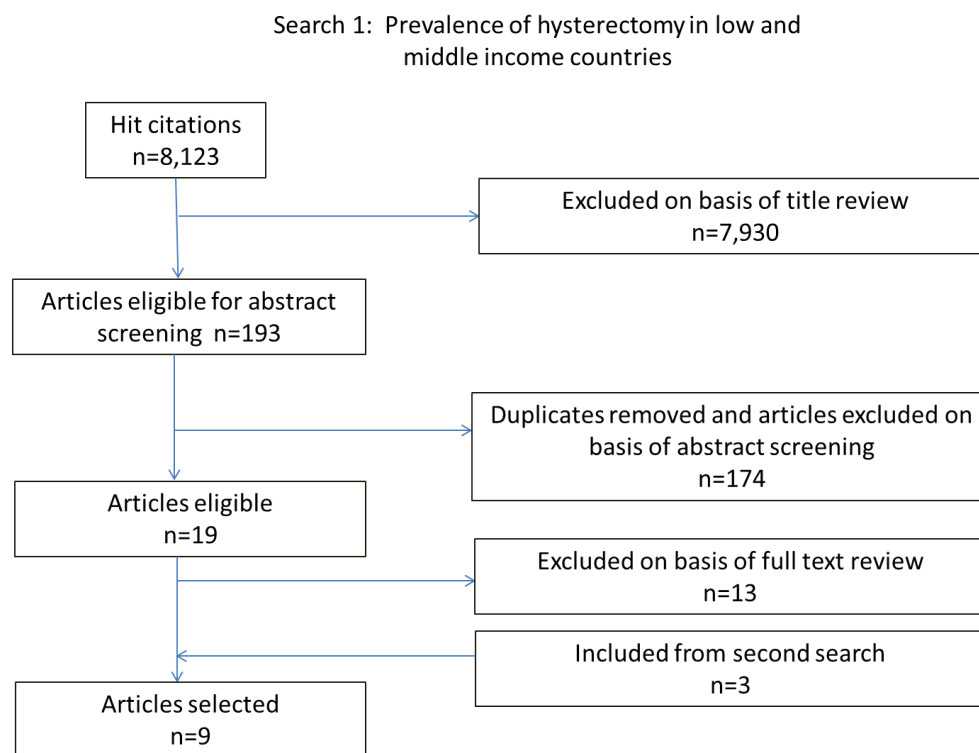 Search 1: Prevalence of hysterectomy in low and
middle income countries
Hit citations
n=8,123
Excluded on basis of title review
n=7,930
Articles eligible for abstract
screening n=193
Duplicates removed and articles excluded on
basis of abstract screening
n=174
Articles eligible
n=19
Excluded on basis of full text review
n=13
Included from second search
n=3
Articles selected
n=9